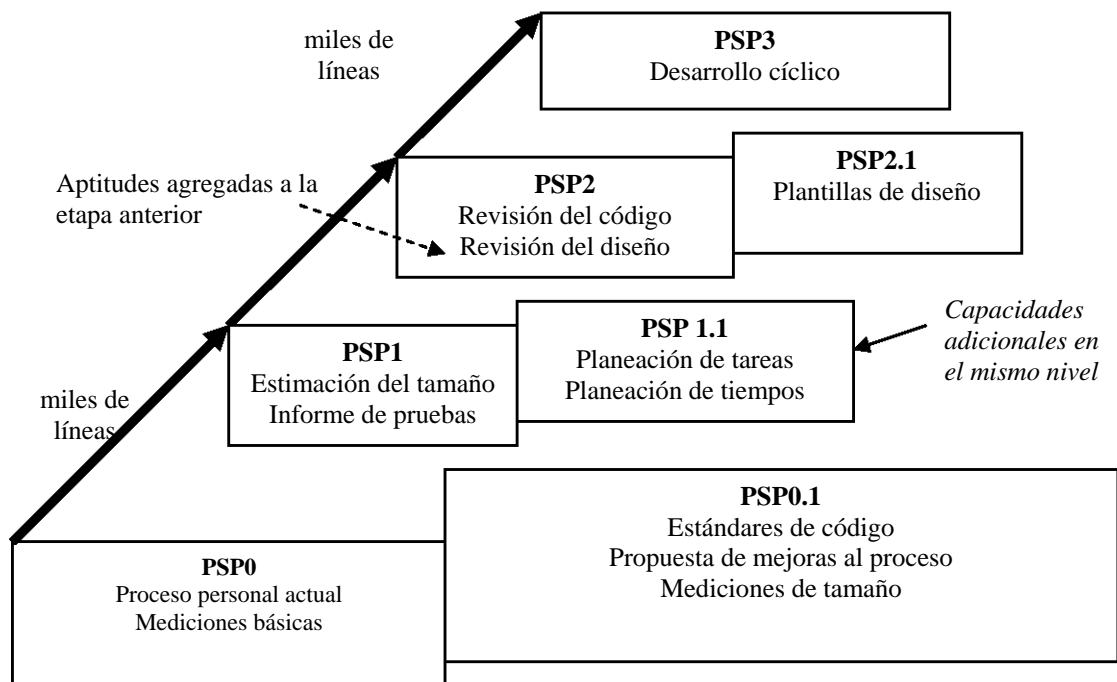 miles de
líneas
PSP3
Desarrollo cíclico
Aptitudes agregadas a la
etapa anterior
PSP2
Revisión del código
Revisión del diseño
PSP2.1
Plantillas de diseño
miles de
líneas
PSP1
Estimación del tamaño
Informe de pruebas
PSP 1.1
Planeación de tareas
Planeación de tiempos
Capacidades
adicionales en
el mismo nivel
PSP0
Proceso personal actual
Mediciones básicas
PSP0.1
Estándares de código
Propuesta de mejoras al proceso
Mediciones de tamaño